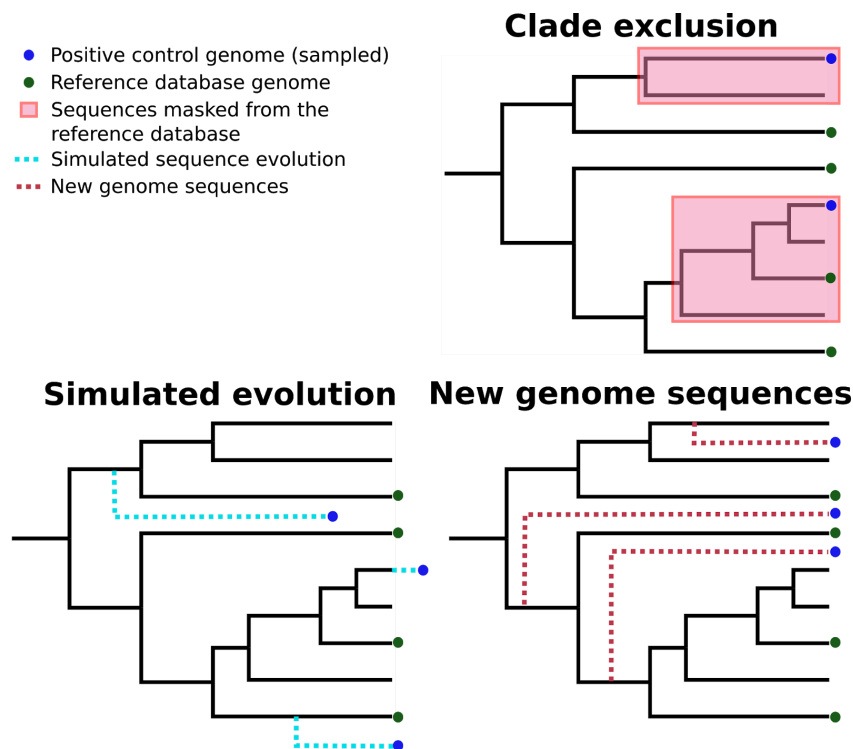 Clade exclusion
Positive control genome (sampled)
Reference database genome
Sequences masked from the
reference database
Simulated sequence evolution
New genome sequences
Simulated evolution
New genome sequences